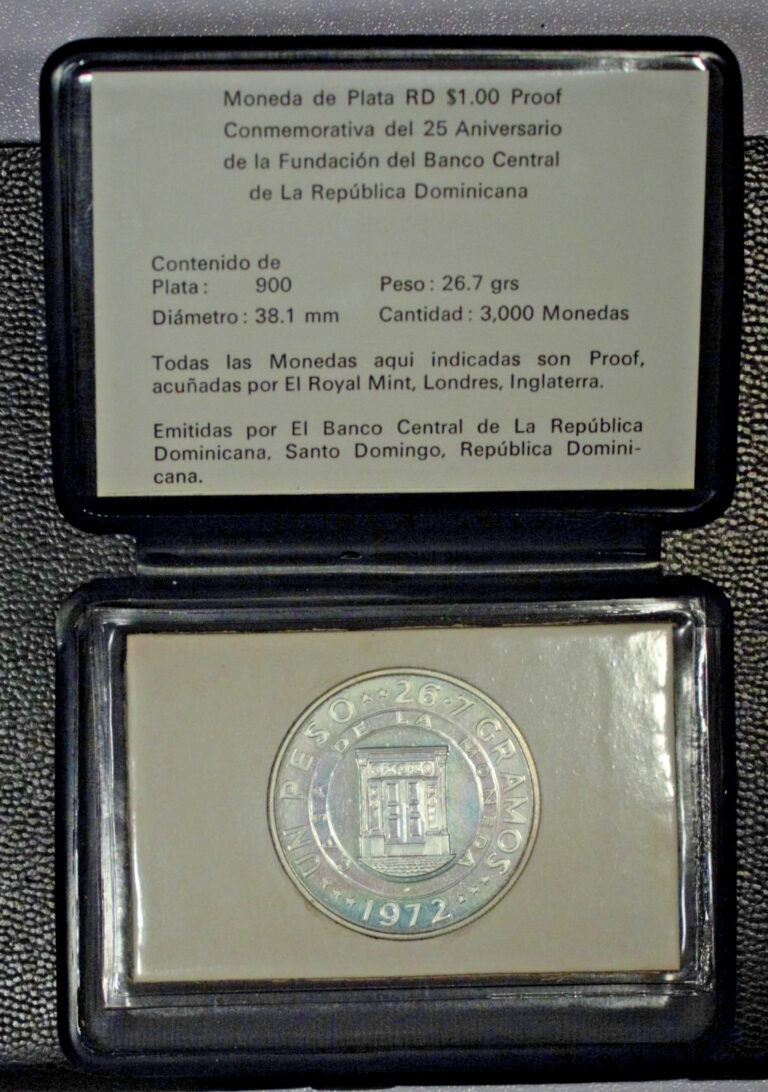 Moneda de Plata RD $1.00 Proof
Conmemorativa del 25 Aniversario
de la Fundación del Banco Central
de La República Dominicana
Contenido de
Plata: 900 Peso: 26.7 grs
Diámetro: 38.1 mm Cantidad: 3,000 Monedas
Todas las Monedas aqui indicadas son Proof,
acuñadas por El Royal Mint, Londres, Inglaterra.
Emitidas por El Banco Central de La República
Dominicana, Santo Domingo, República Domini-
cana.
UN PESO 26.7 GRAMOS
DE LA MONEDA
1972